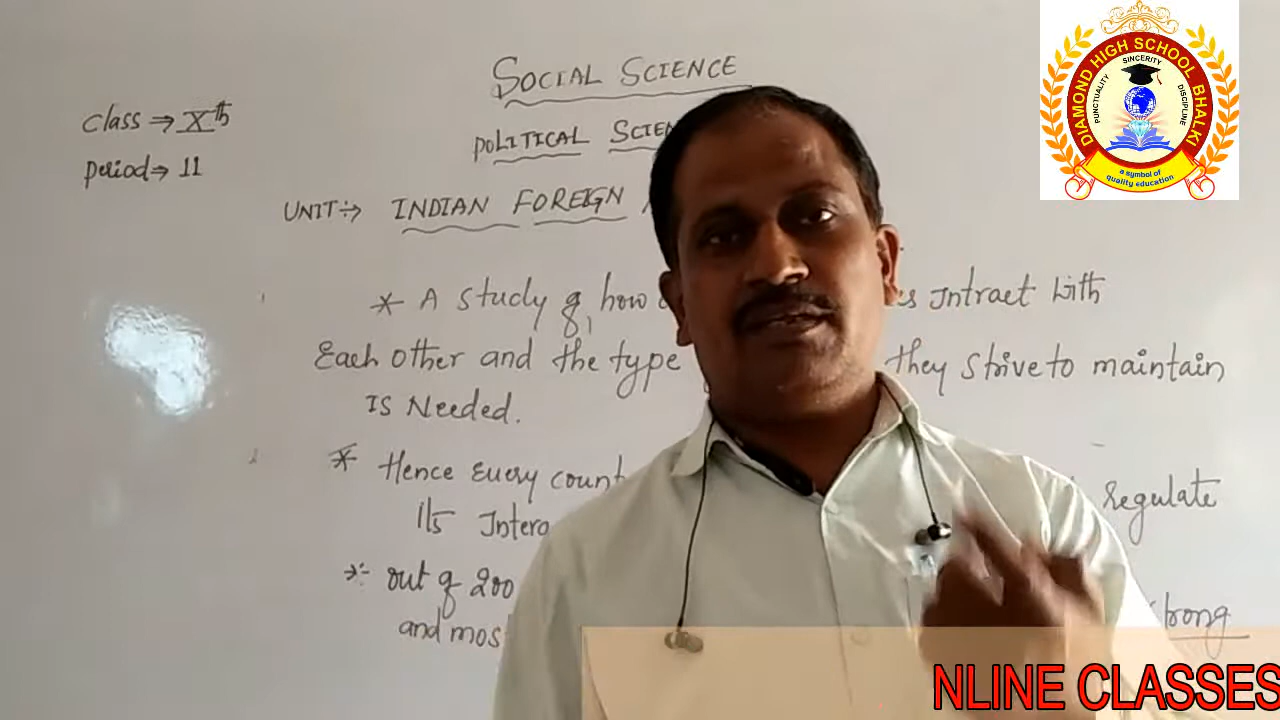 SOCIAL SCIENCE
Class → Xth
POLITICAL SCIEN
Period → 11
UNIT:→ INDIAN FOREIGN
* A study of how es Intract with
Each other and the type they strive to maintain
Is Needed.
* Hence Every count regulate
Its Intera
→:- out of 200 trong
and mos
DIAMOND HIGH SCHOOL BHALKI
PUNCTUALITY
SINCERITY
DISCIPLINE
a symbol of
quality education
NLINE CLASSES